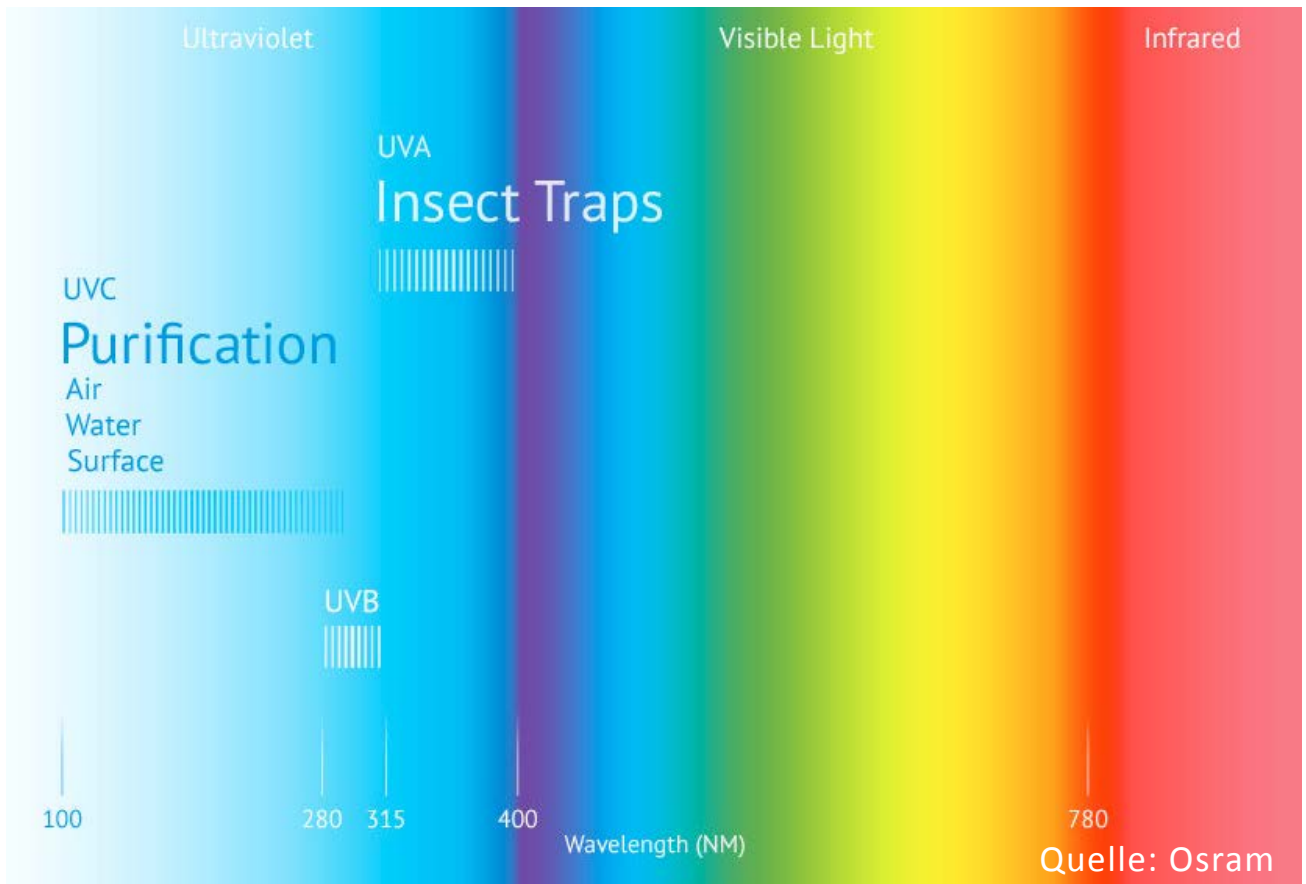 Ultraviolet
Visible Light
Infrared
UVA
Insect Traps
UVC
Purification
Air
Water
Surface
UVB
100
280
315
400
780
Wavelength (NM)
Quelle: Osram